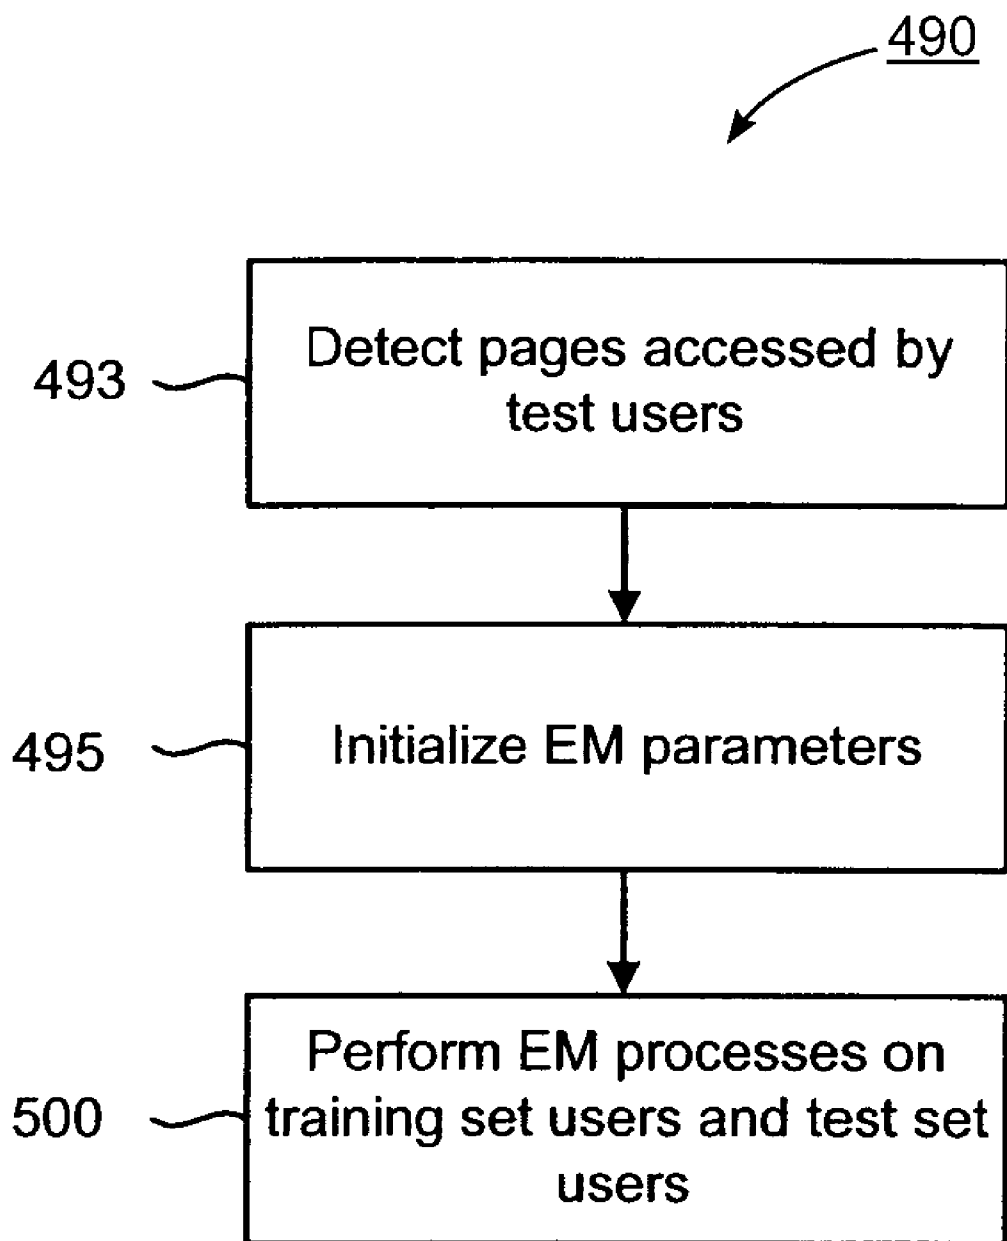 490
493
Detect pages accessed by
test users
495
Initialize EM parameters
500
Perform EM processes on
training set users and test set
users